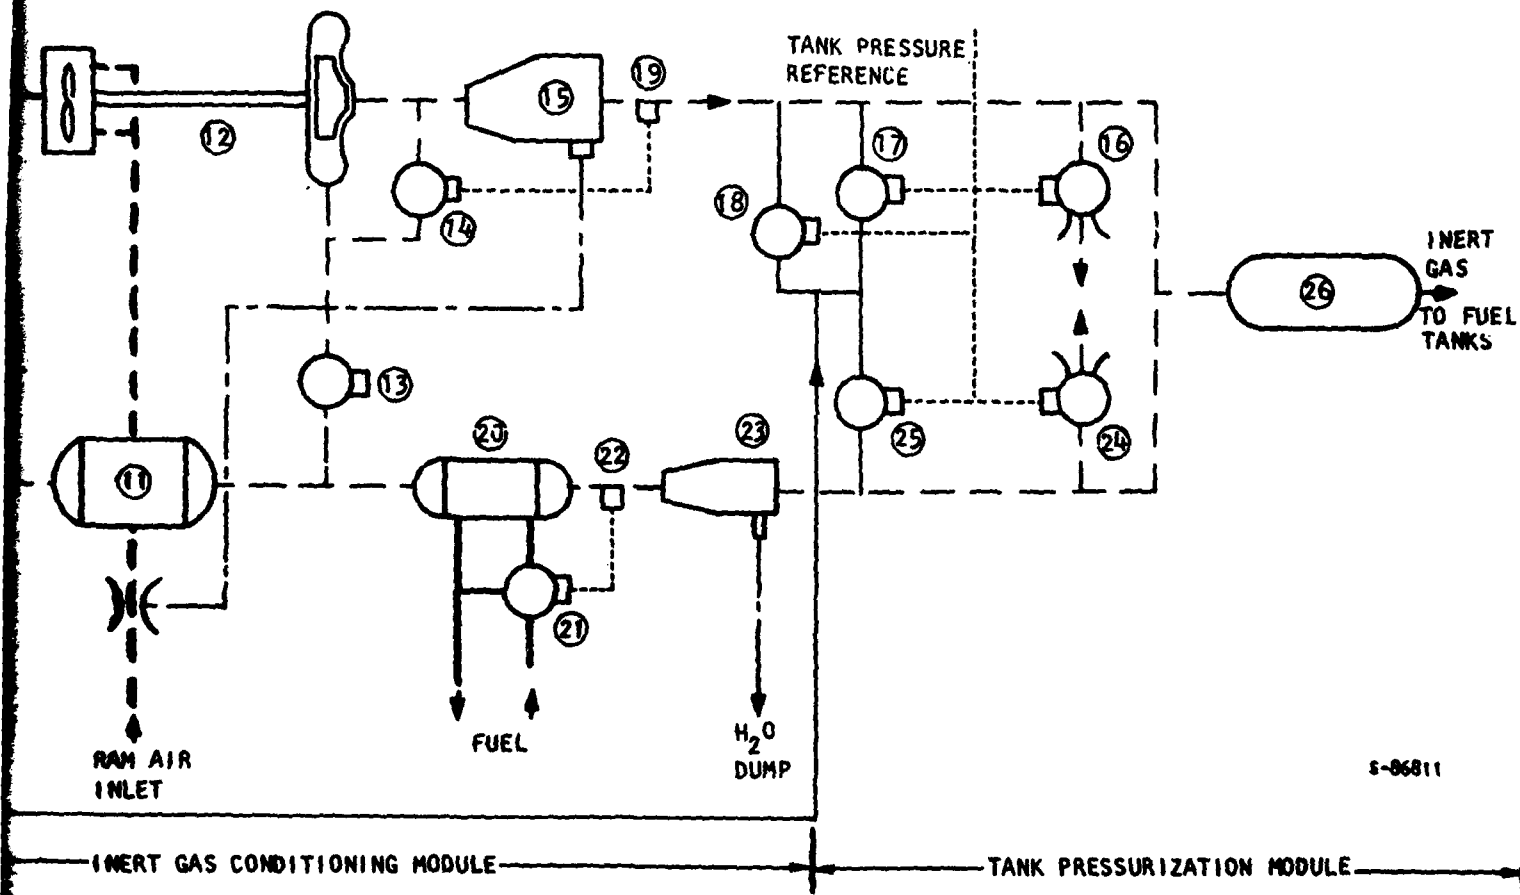 TANK PRESSURE
REFERENCE
19
15
12
17
16
18
14
INERT
GAS
26
TO FUEL
TANKS
13
20
22
23
25
24
11
21
FUEL
H2O
DUMP
RAM AIR
INLET
S-86811
INERT GAS CONDITIONING MODULE
TANK PRESSURIZATION MODULE